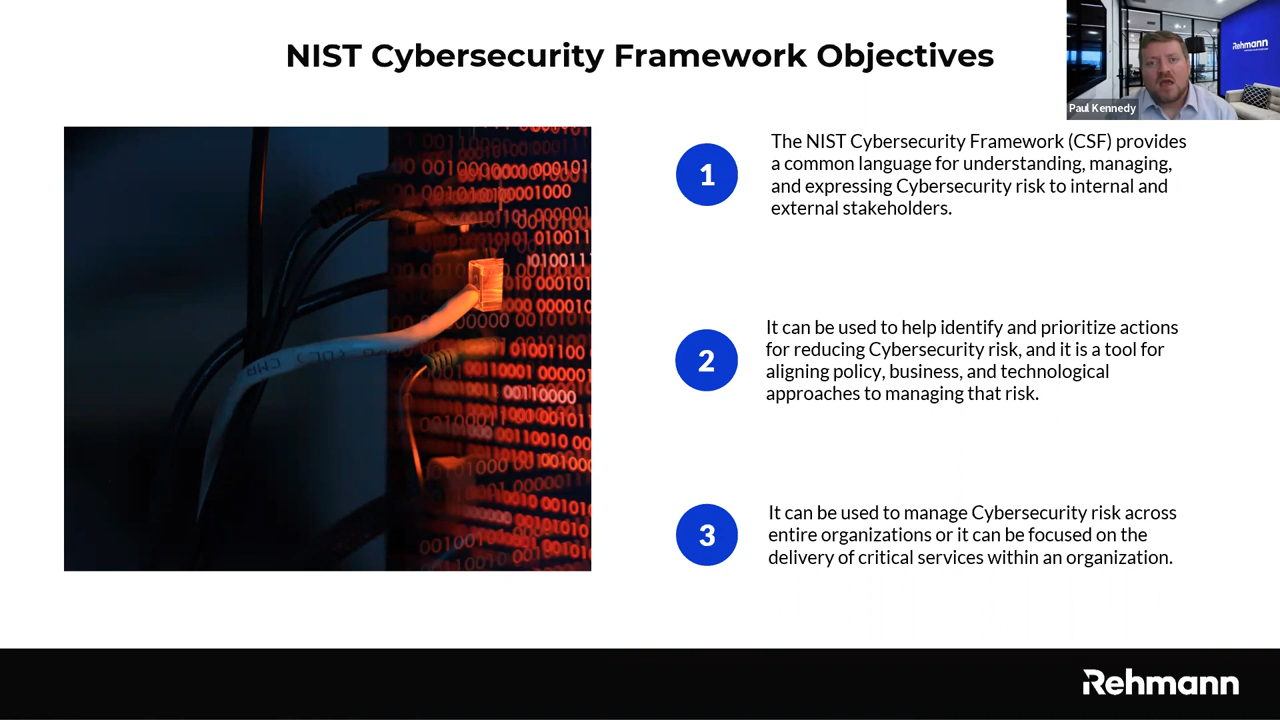 NIST Cybersecurity Framework Objectives
Rehmann
Paul Kennedy
1
The NIST Cybersecurity Framework (CSF) provides
a common language for understanding, managing,
and expressing Cybersecurity risk to internal and
external stakeholders.
2
It can be used to help identify and prioritize actions
for reducing Cybersecurity risk, and it is a tool for
aligning policy, business, and technological
approaches to managing that risk.
3
It can be used to manage Cybersecurity risk across
entire organizations or it can be focused on the
delivery of critical services within an organization.
Rehmann